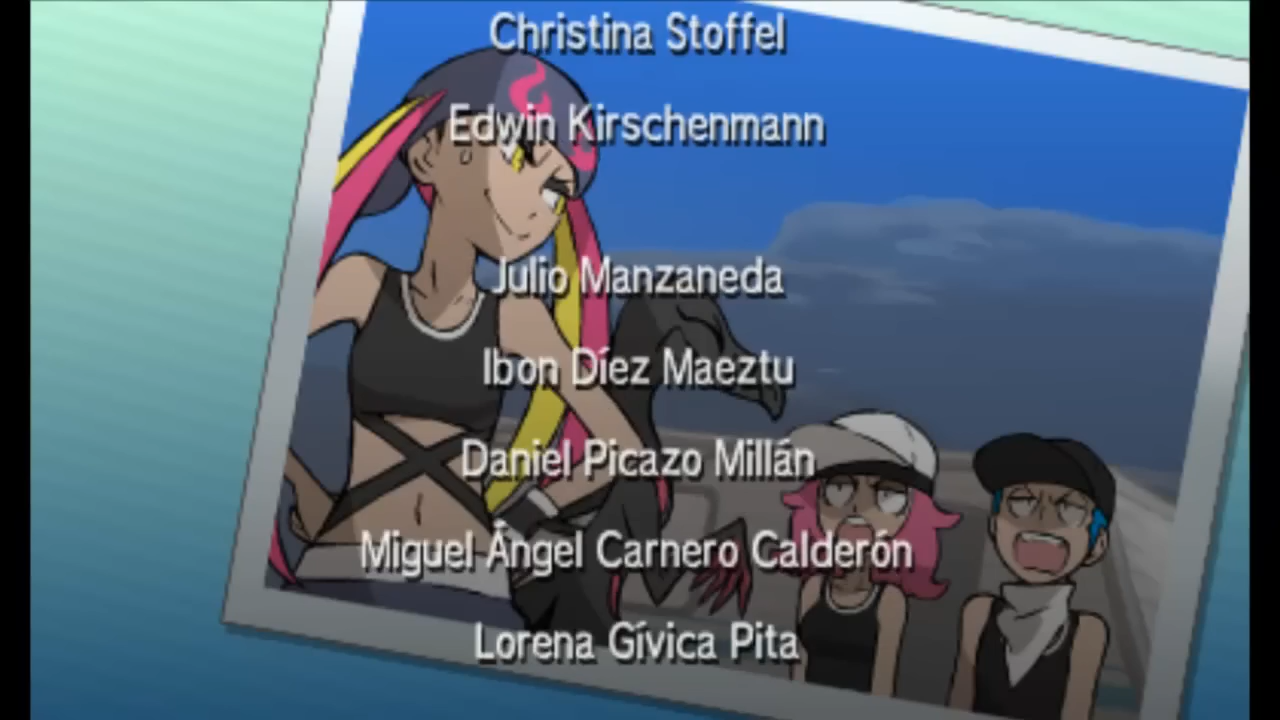 Christina Stoffel
Edwin Kirschenmann
Julio Manzaneda
Ibon Díez Maeztu
Daniel Picazo Millán
Miguel Ángel Carnero Calderón
Lorena Gívica Pita